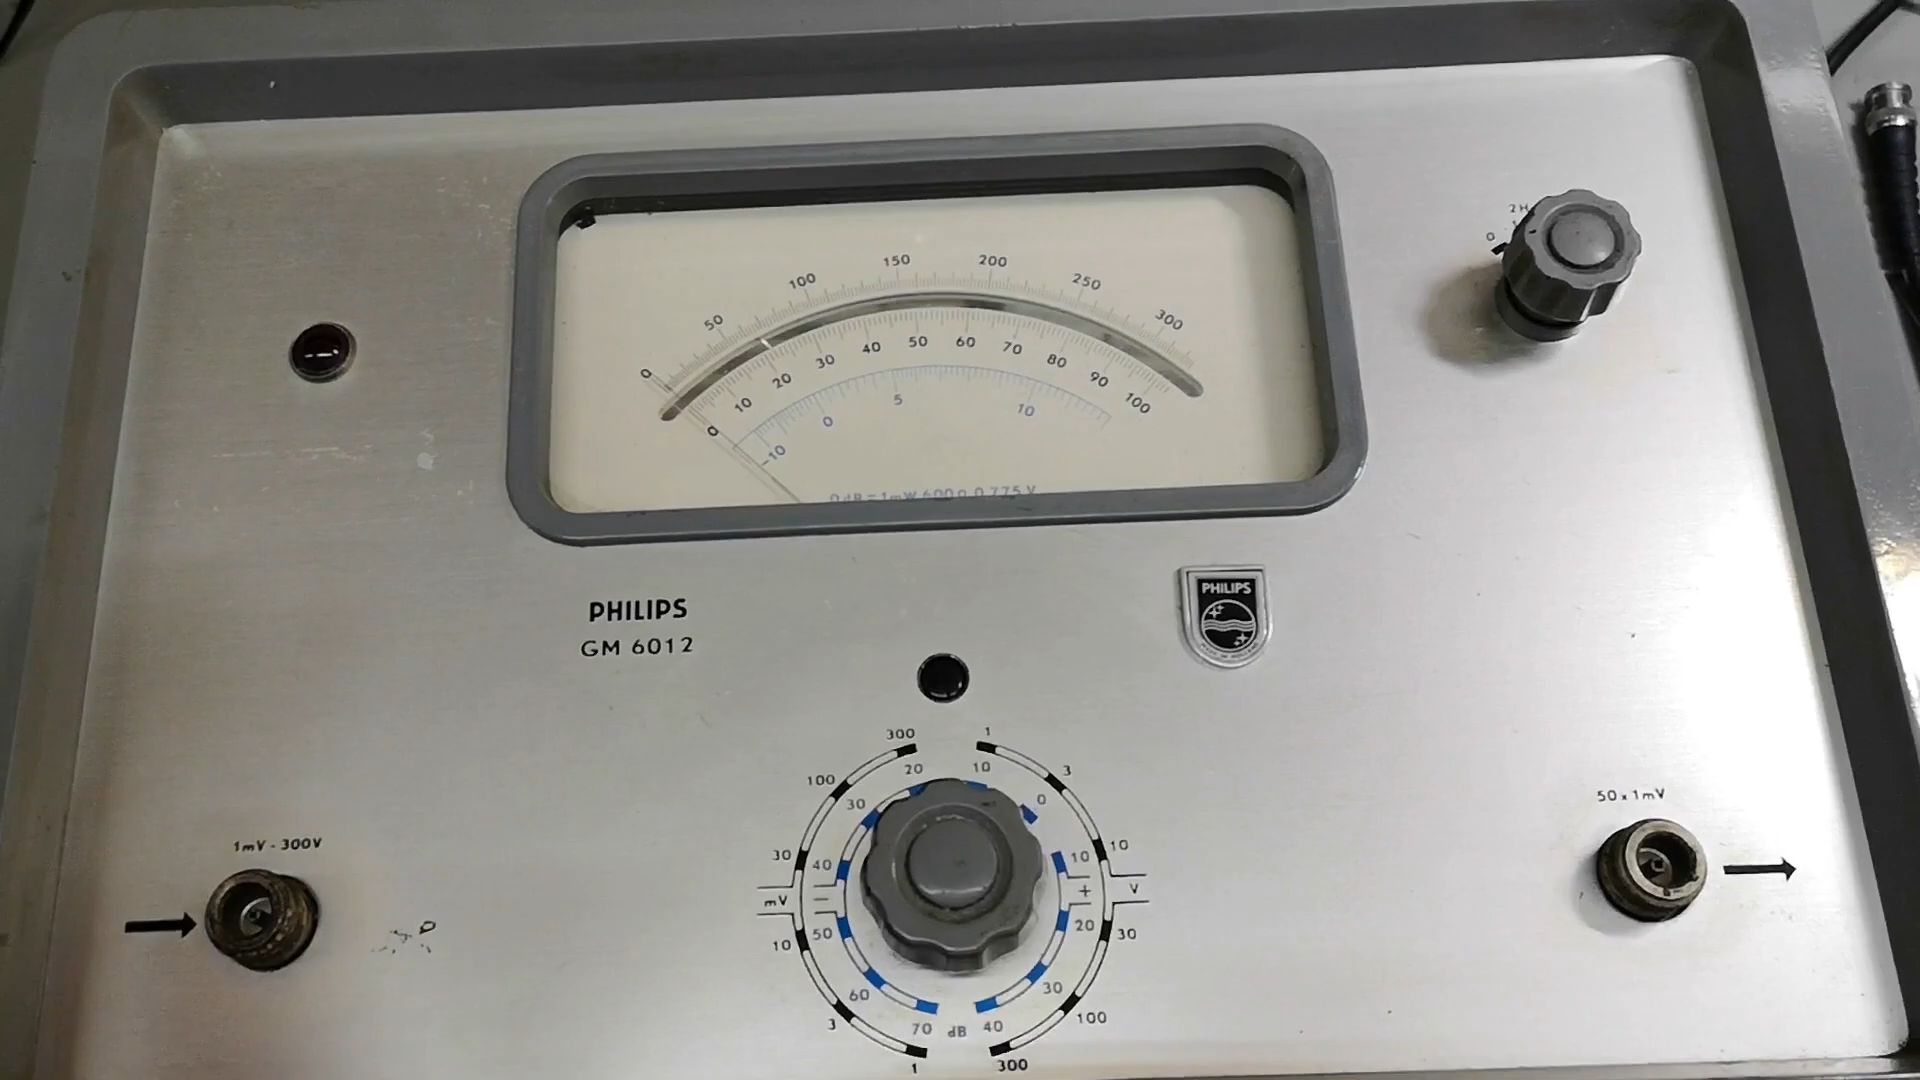 50 100 150 200 250 300
0
10 20 30 40 50 60 70 80 90 100
0
-10 0 5 10
0 dB = 1mW 600 Ω 0,775 V
2H
0
PHILIPS
GM 6012
PHILIPS
300 1
100 20 10 3
30 0
30 40 10 10
mV - + V
10 50 20 30
60 30
3 70 dB 40 100
1 300
1mV - 300V
50 x 1mV